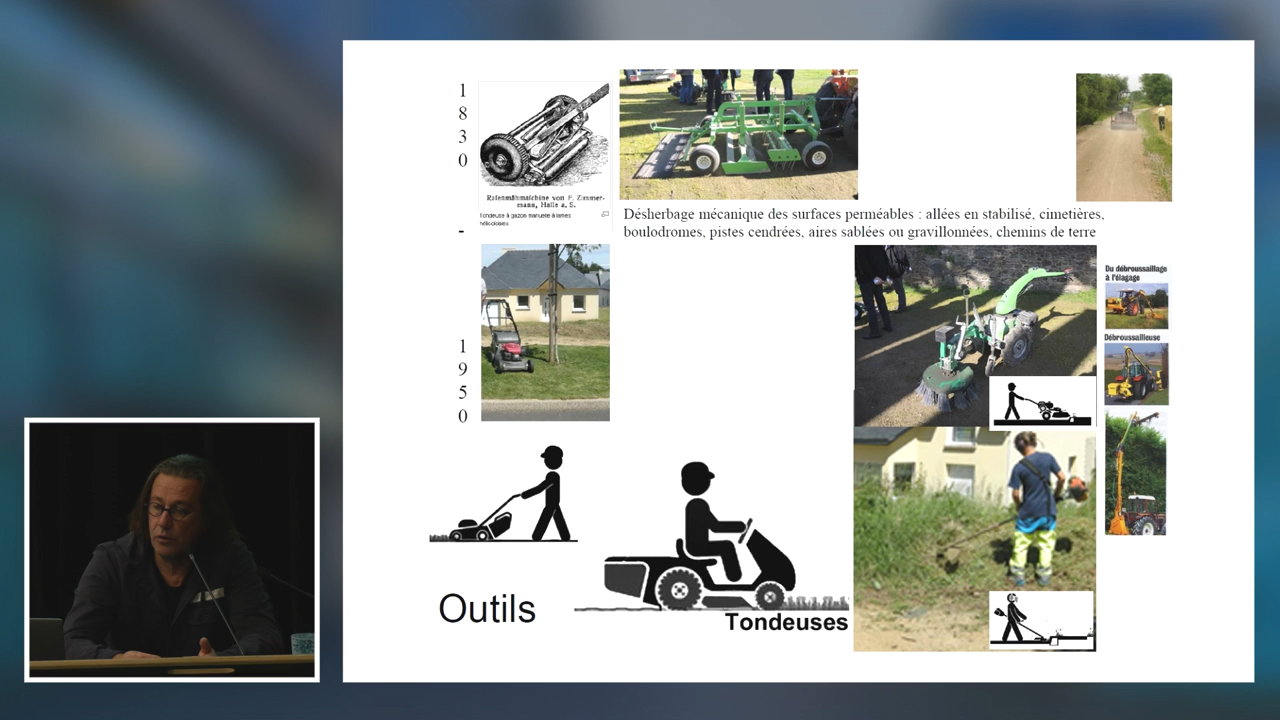 1
8
3
0
-
1
9
5
0
Rasenmähmaschine von F. Zimmer-
mann, Halle a. S.
Tondeuse à gazon manuelle à lames
hélicoïdales
Désherbage mécanique des surfaces perméables : allées en stabilisé, cimetières,
boulodromes, pistes cendrées, aires sablées ou gravillonnées, chemins de terre
Du débroussaillage
à l'élagage
Débroussailleuse
Outils
Tondeuses